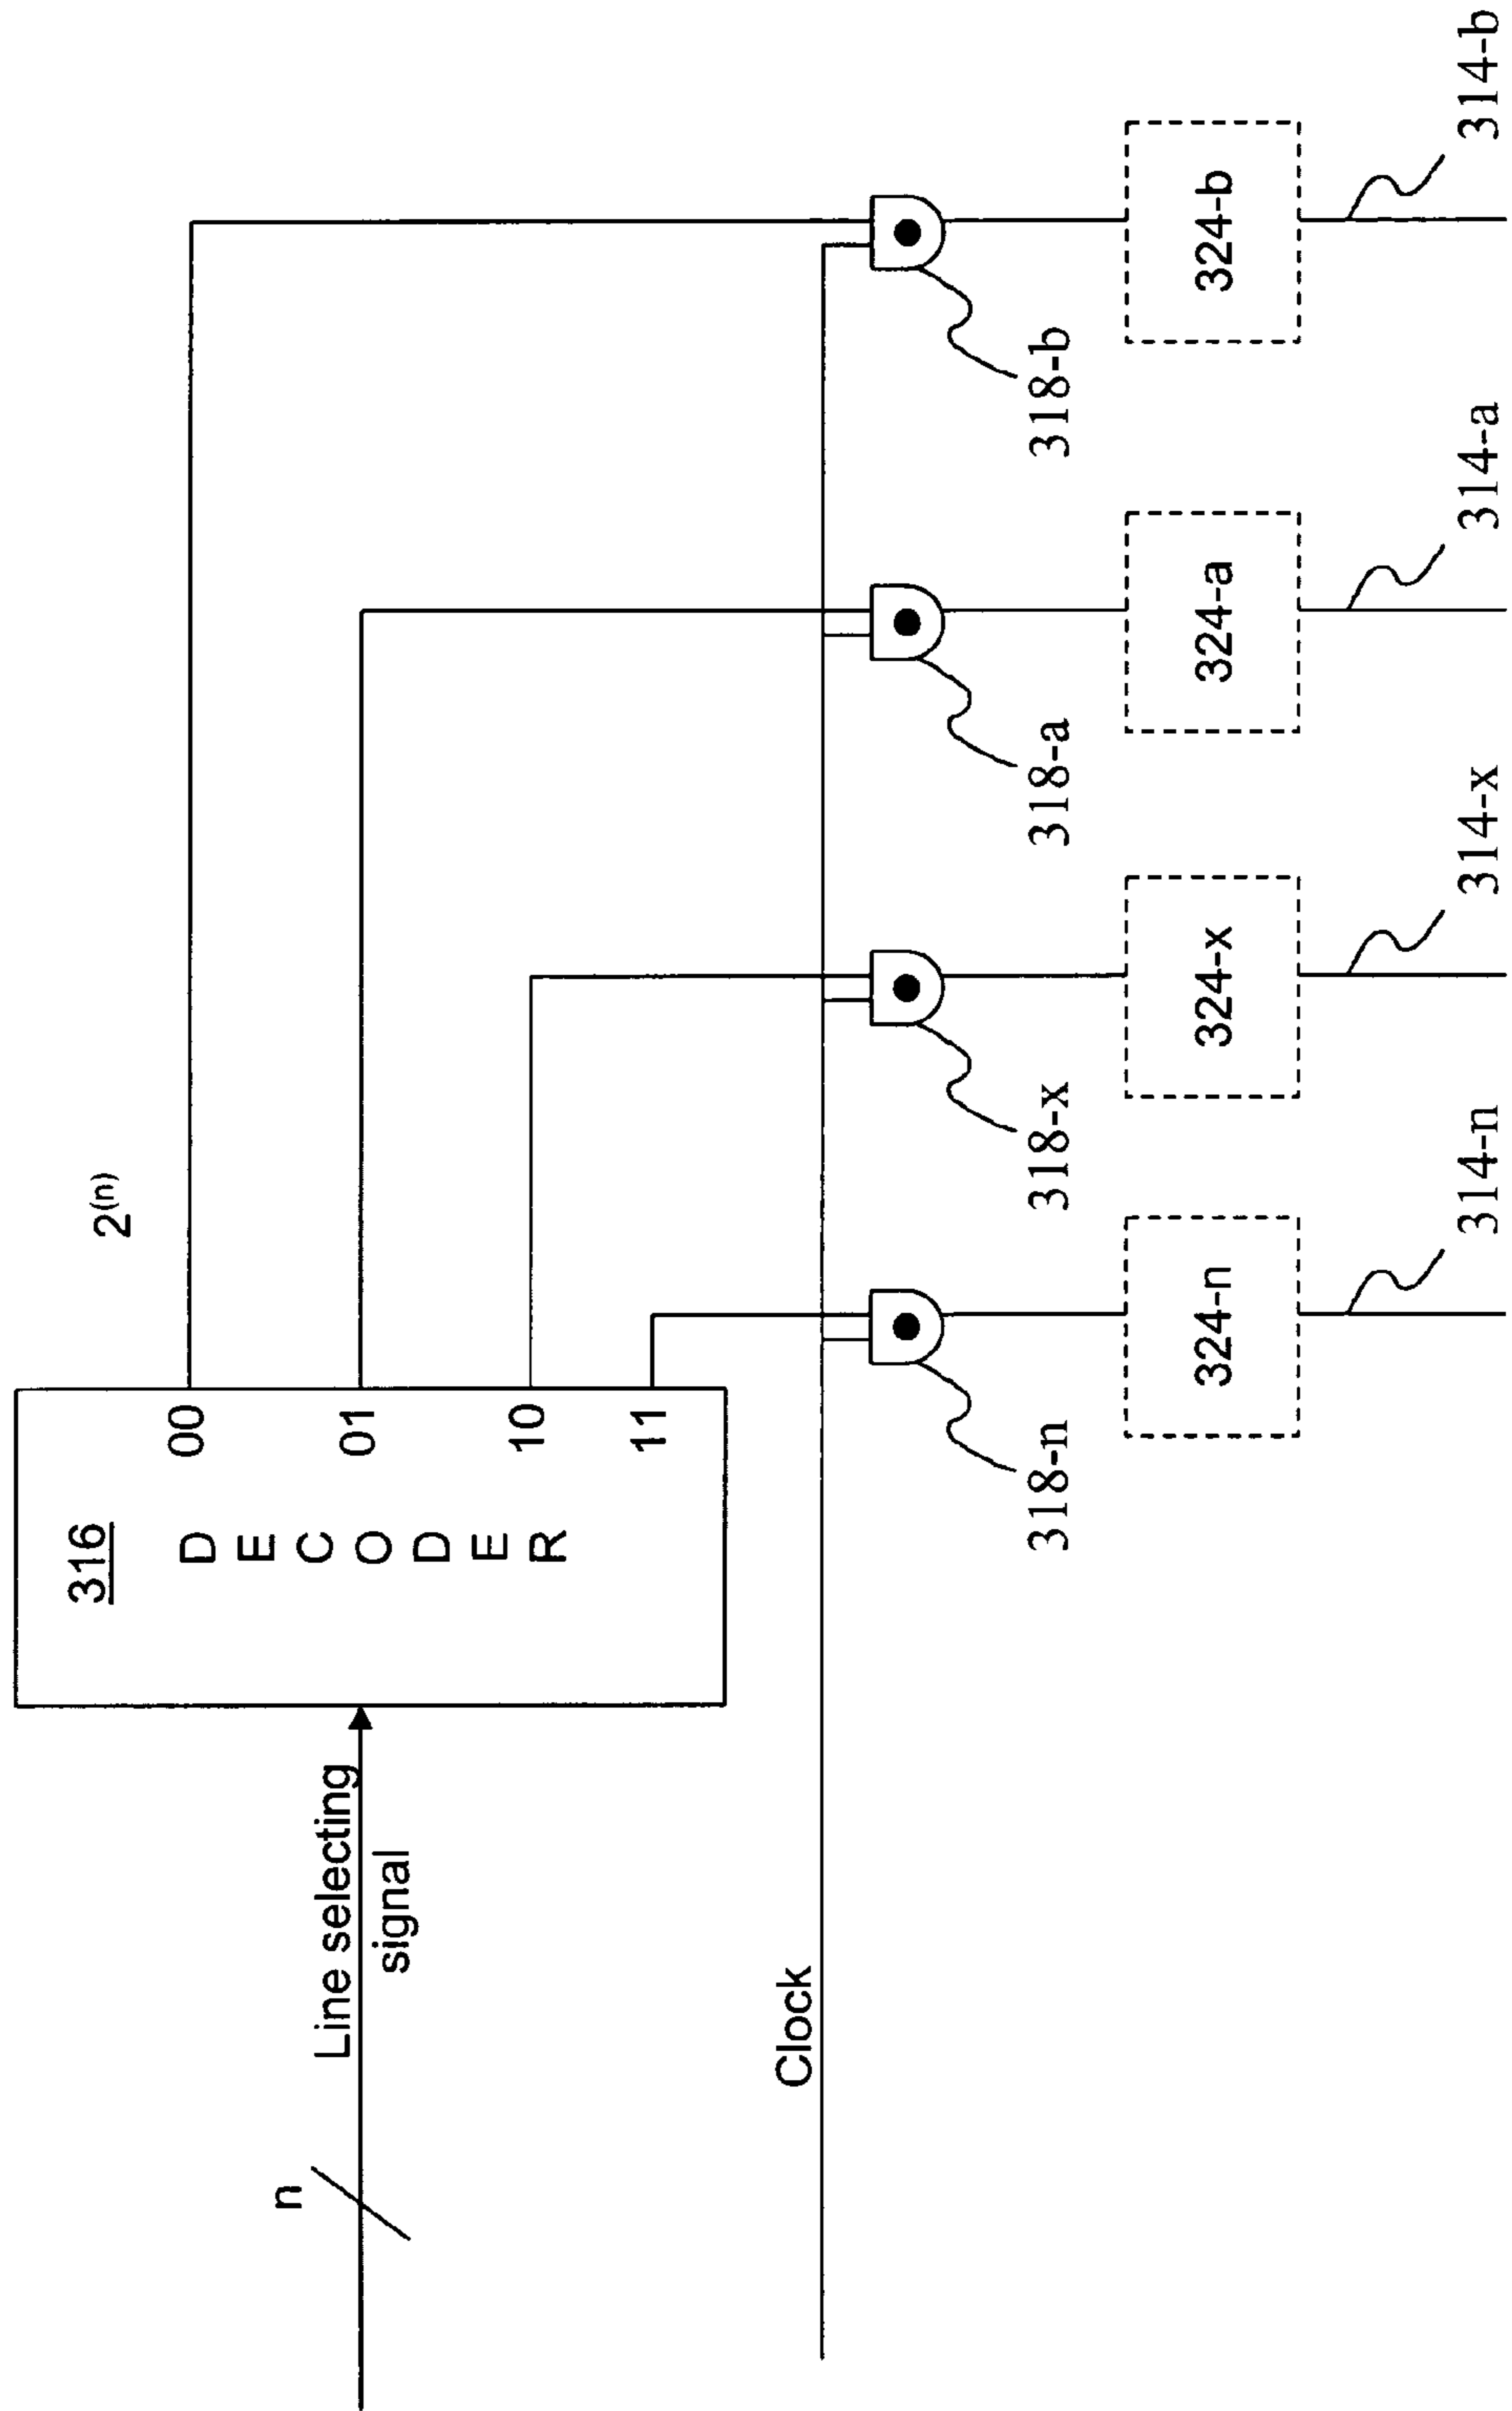 316
DECODER
00
01
10
11
2(n)
n
Line selecting
signal
Clock
318-n
318-x
318-a
318-b
324-n
324-x
324-a
324-b
314-n
314-x
314-a
314-b